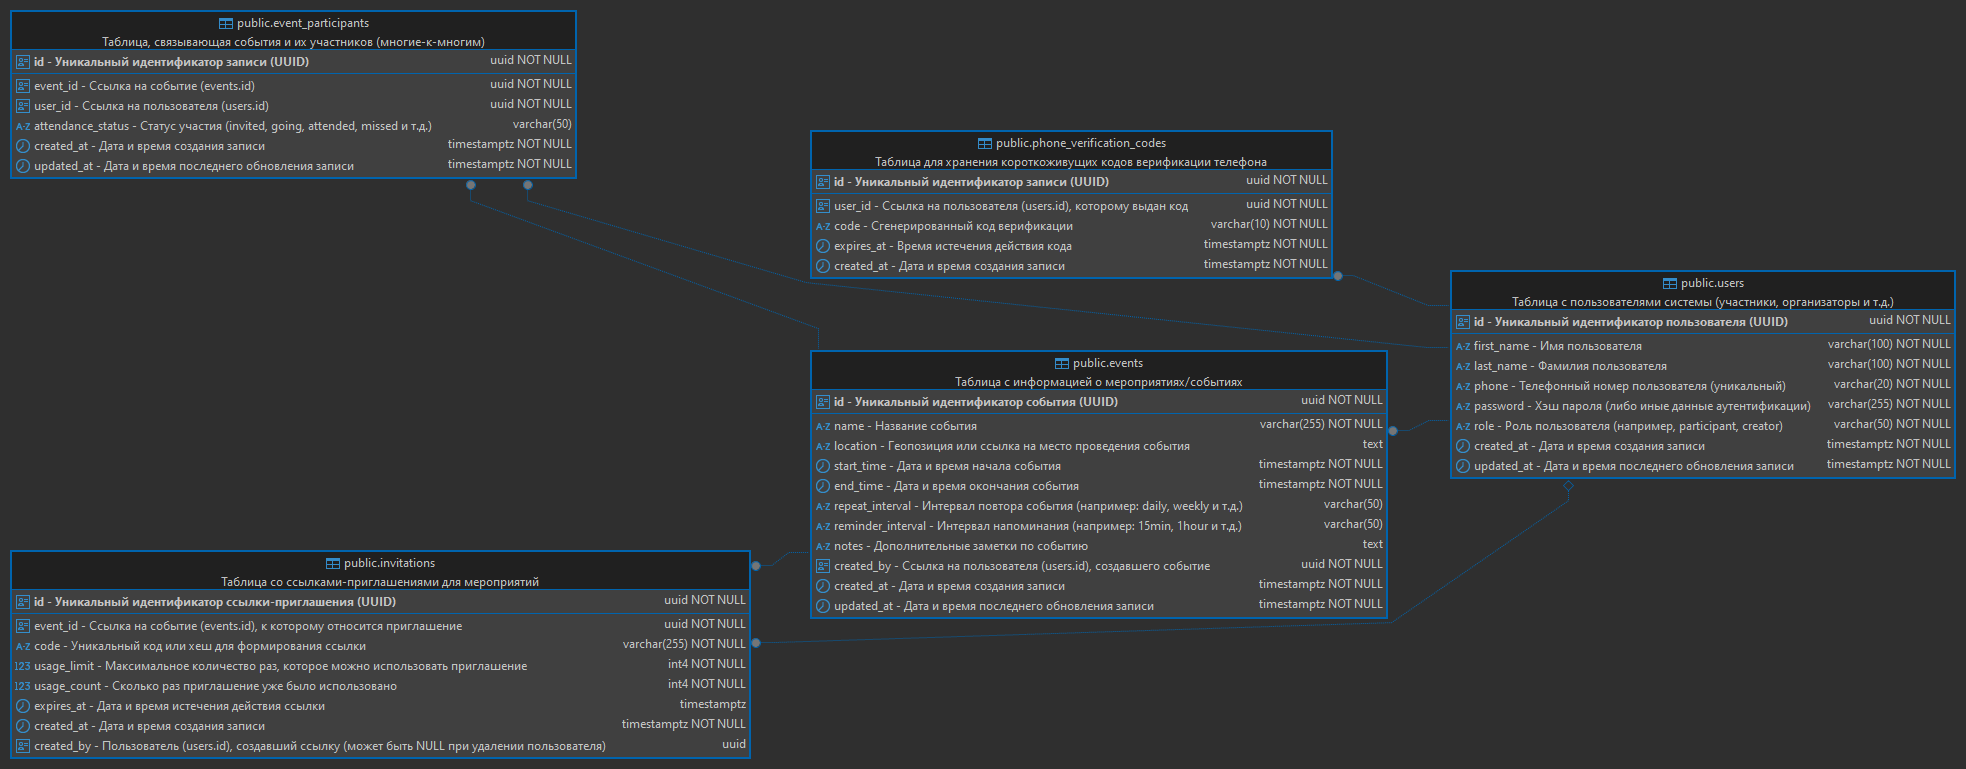 public.event_participants
Таблица, связывающая события и их участников (многие-к-многим)
id - Уникальный идентификатор записи (UUID) uuid NOT NULL
event_id - Ссылка на событие (events.id) uuid NOT NULL
user_id - Ссылка на пользователя (users.id) uuid NOT NULL
A-Z attendance_status - Статус участия (invited, going, attended, missed и т.д.) varchar(50)
created_at - Дата и время создания записи timestamptz NOT NULL
updated_at - Дата и время последнего обновления записи timestamptz NOT NULL
public.phone_verification_codes
Таблица для хранения короткоживущих кодов верификации телефона
id - Уникальный идентификатор записи (UUID) uuid NOT NULL
user_id - Ссылка на пользователя (users.id), которому выдан код uuid NOT NULL
A-Z code - Сгенерированный код верификации varchar(10) NOT NULL
expires_at - Время истечения действия кода timestamptz NOT NULL
created_at - Дата и время создания записи timestamptz NOT NULL
public.users
Таблица с пользователями системы (участники, организаторы и т.д.)
id - Уникальный идентификатор пользователя (UUID) uuid NOT NULL
A-Z first_name - Имя пользователя varchar(100) NOT NULL
A-Z last_name - Фамилия пользователя varchar(100) NOT NULL
A-Z phone - Телефонный номер пользователя (уникальный) varchar(20) NOT NULL
A-Z password - Хэш пароля (либо иные данные аутентификации) varchar(255) NOT NULL
A-Z role - Роль пользователя (например, participant, creator) varchar(50) NOT NULL
created_at - Дата и время создания записи timestamptz NOT NULL
updated_at - Дата и время последнего обновления записи timestamptz NOT NULL
public.events
Таблица с информацией о мероприятиях/событиях
id - Уникальный идентификатор события (UUID) uuid NOT NULL
A-Z name - Название события varchar(255) NOT NULL
A-Z location - Геопозиция или ссылка на место проведения события text
start_time - Дата и время начала события timestamptz NOT NULL
end_time - Дата и время окончания события timestamptz NOT NULL
A-Z repeat_interval - Интервал повтора события (например: daily, weekly и т.д.) varchar(50)
A-Z reminder_interval - Интервал напоминания (например: 15min, 1hour и т.д.) varchar(50)
A-Z notes - Дополнительные заметки по событию text
created_by - Ссылка на пользователя (users.id), создавшего событие uuid NOT NULL
created_at - Дата и время создания записи timestamptz NOT NULL
updated_at - Дата и время последнего обновления записи timestamptz NOT NULL
public.invitations
Таблица со ссылками-приглашениями для мероприятий
id - Уникальный идентификатор ссылки-приглашения (UUID) uuid NOT NULL
event_id - Ссылка на событие (events.id), к которому относится приглашение uuid NOT NULL
A-Z code - Уникальный код или хеш для формирования ссылки varchar(255) NOT NULL
123 usage_limit - Максимальное количество раз, которое можно использовать приглашение int4 NOT NULL
123 usage_count - Сколько раз приглашение уже было использовано int4 NOT NULL
expires_at - Дата и время истечения действия ссылки timestamptz
created_at - Дата и время создания записи timestamptz NOT NULL
created_by - Пользователь (users.id), создавший ссылку (может быть NULL при удалении пользователя) uuid